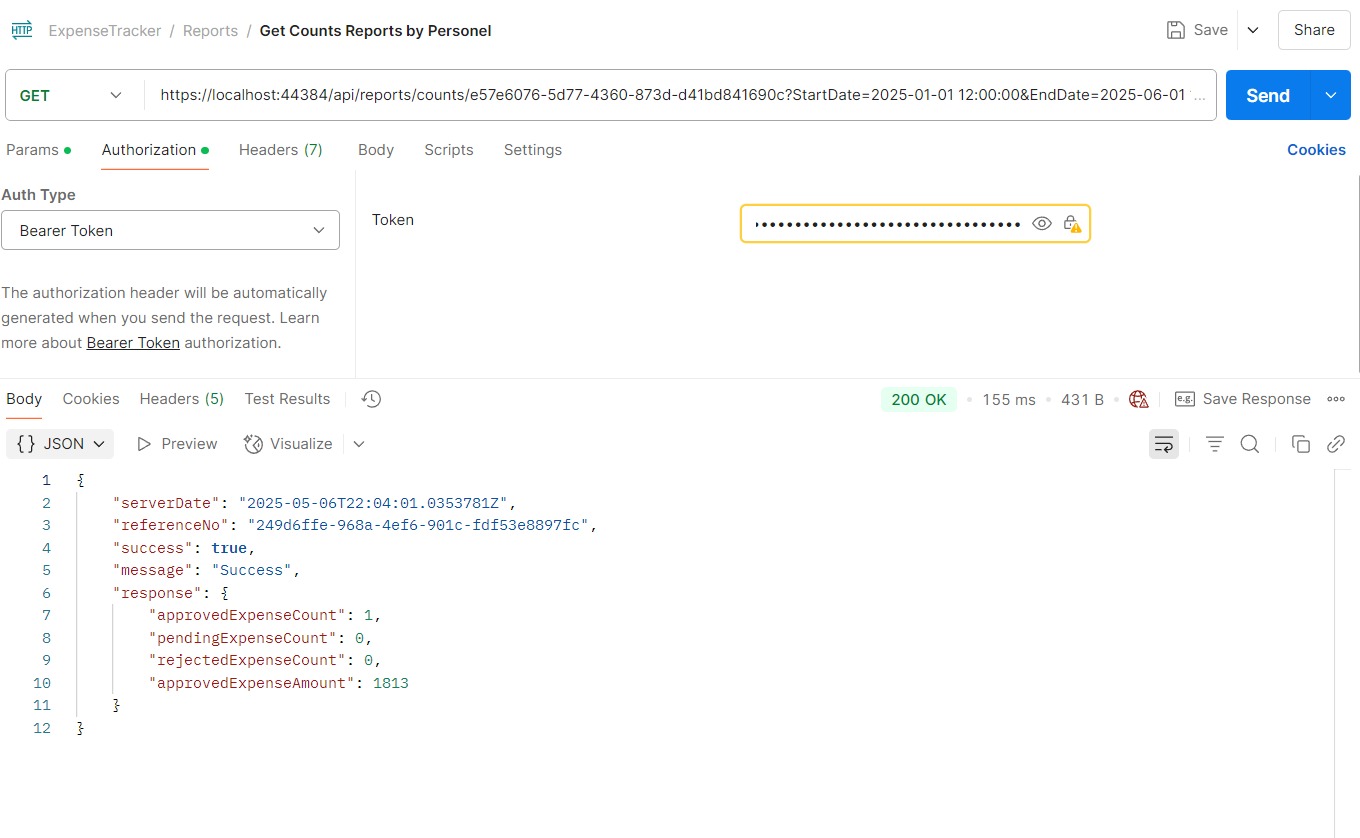 HTTP ExpenseTracker / Reports / Get Counts Reports by Personel Save Share
GET https://localhost:44384/api/reports/counts/e57e6076-5d77-4360-873d-d41bd841690c?StartDate=2025-01-01 12:00:00&EndDate=2025-06-01 ... Send
Params Authorization Headers (7) Body Scripts Settings Cookies
Auth Type
Bearer Token
Token ••••••••••••••••••••••••••••••
The authorization header will be automatically
generated when you send the request. Learn
more about Bearer Token authorization.
Body Cookies Headers (5) Test Results 200 OK • 155 ms • 431 B • e.g. Save Response
{} JSON Preview Visualize
1 {
2 "serverDate": "2025-05-06T22:04:01.0353781Z",
3 "referenceNo": "249d6ffe-968a-4ef6-901c-fdf53e8897fc",
4 "success": true,
5 "message": "Success",
6 "response": {
7 "approvedExpenseCount": 1,
8 "pendingExpenseCount": 0,
9 "rejectedExpenseCount": 0,
10 "approvedExpenseAmount": 1813
11 }
12 }